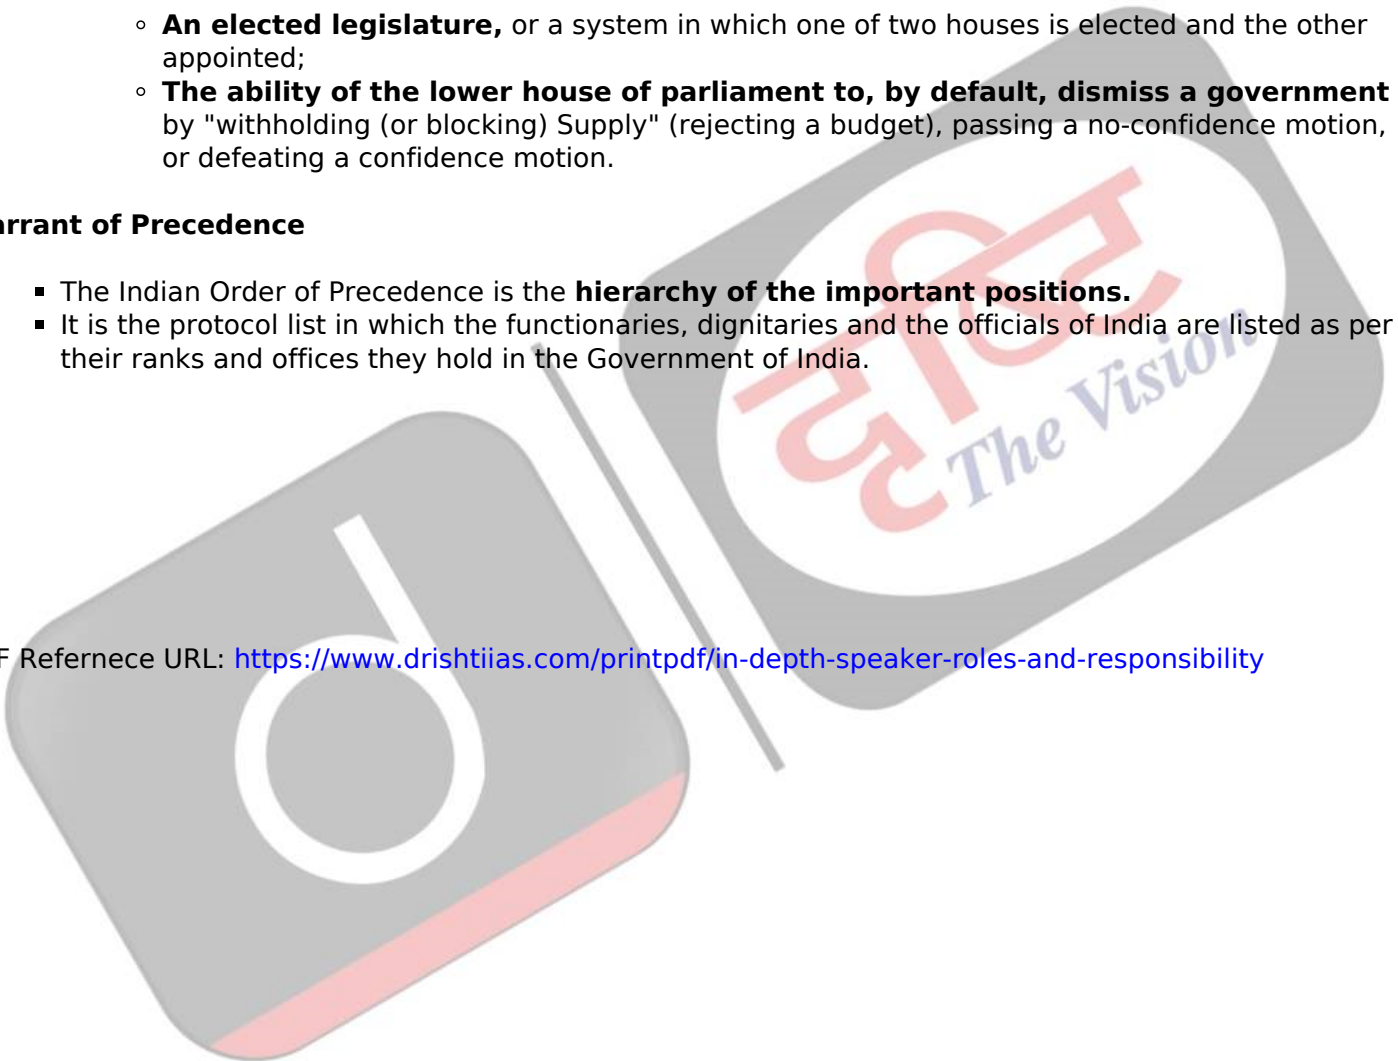 ◦ An elected legislature, or a system in which one of two houses is elected and the other
appointed;
◦ The ability of the lower house of parliament to, by default, dismiss a government
by "withholding (or blocking) Supply" (rejecting a budget), passing a no-confidence motion,
or defeating a confidence motion.
arrant of Precedence
▪ The Indian Order of Precedence is the hierarchy of the important positions.
▪ It is the protocol list in which the functionaries, dignitaries and the officials of India are listed as per
their ranks and offices they hold in the Government of India.
दृष्टि
The Vision
d
F Refernece URL: https://www.drishtiias.com/printpdf/in-depth-speaker-roles-and-responsibility